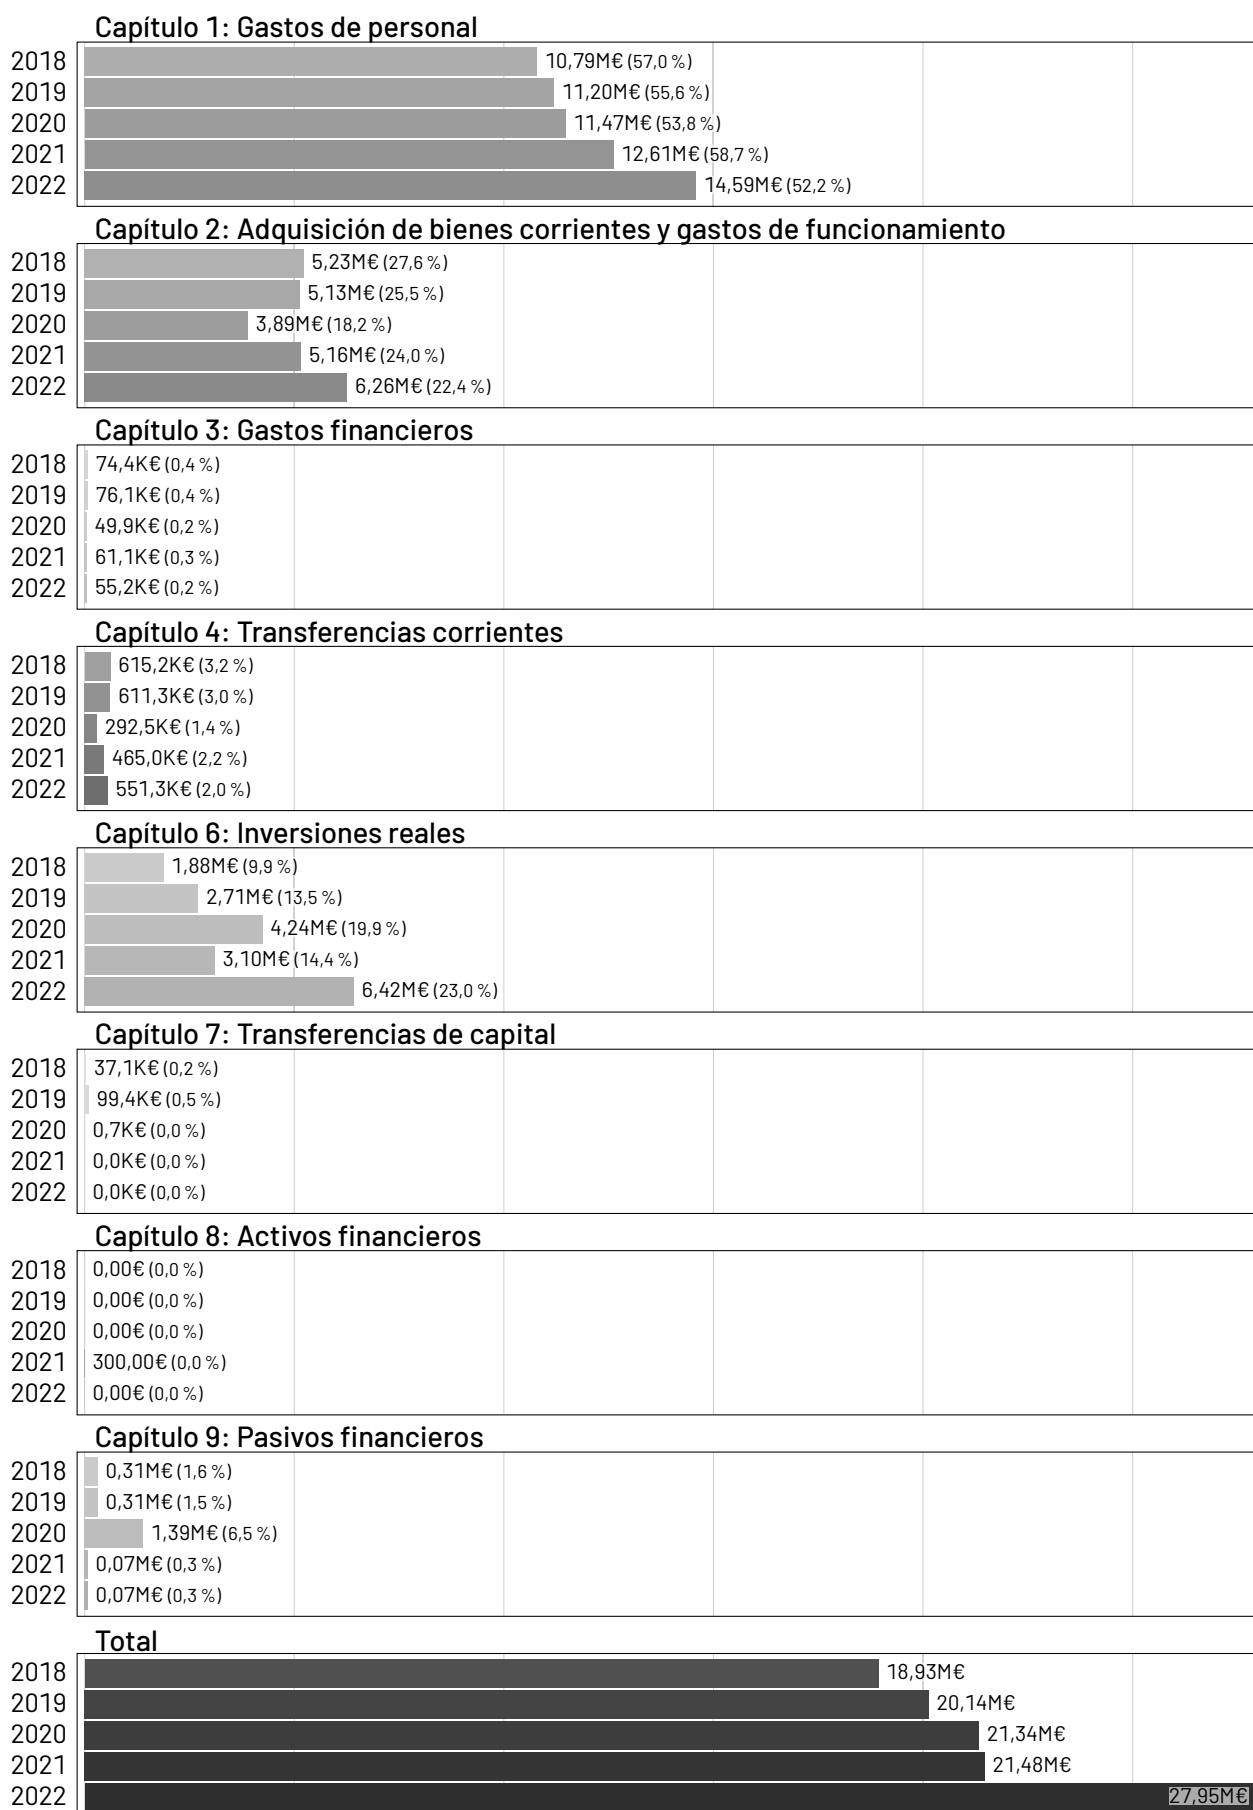 Capítulo 1: Gastos de personal
2018 10,79M€ (57,0 %)
2019 11,20M€ (55,6 %)
2020 11,47M€ (53,8 %)
2021 12,61M€ (58,7 %)
2022 14,59M€ (52,2 %)
Capítulo 2: Adquisición de bienes corrientes y gastos de funcionamiento
2018 5,23M€ (27,6 %)
2019 5,13M€ (25,5 %)
2020 3,89M€ (18,2 %)
2021 5,16M€ (24,0 %)
2022 6,26M€ (22,4 %)
Capítulo 3: Gastos financieros
2018 74,4K€ (0,4 %)
2019 76,1K€ (0,4 %)
2020 49,9K€ (0,2 %)
2021 61,1K€ (0,3 %)
2022 55,2K€ (0,2 %)
Capítulo 4: Transferencias corrientes
2018 615,2K€ (3,2 %)
2019 611,3K€ (3,0 %)
2020 292,5K€ (1,4 %)
2021 465,0K€ (2,2 %)
2022 551,3K€ (2,0 %)
Capítulo 6: Inversiones reales
2018 1,88M€ (9,9 %)
2019 2,71M€ (13,5 %)
2020 4,24M€ (19,9 %)
2021 3,10M€ (14,4 %)
2022 6,42M€ (23,0 %)
Capítulo 7: Transferencias de capital
2018 37,1K€ (0,2 %)
2019 99,4K€ (0,5 %)
2020 0,7K€ (0,0 %)
2021 0,0K€ (0,0 %)
2022 0,0K€ (0,0 %)
Capítulo 8: Activos financieros
2018 0,00€ (0,0 %)
2019 0,00€ (0,0 %)
2020 0,00€ (0,0 %)
2021 300,00€ (0,0 %)
2022 0,00€ (0,0 %)
Capítulo 9: Pasivos financieros
2018 0,31M€ (1,6 %)
2019 0,31M€ (1,5 %)
2020 1,39M€ (6,5 %)
2021 0,07M€ (0,3 %)
2022 0,07M€ (0,3 %)
Total
2018 18,93M€
2019 20,14M€
2020 21,34M€
2021 21,48M€
2022 27,95M€